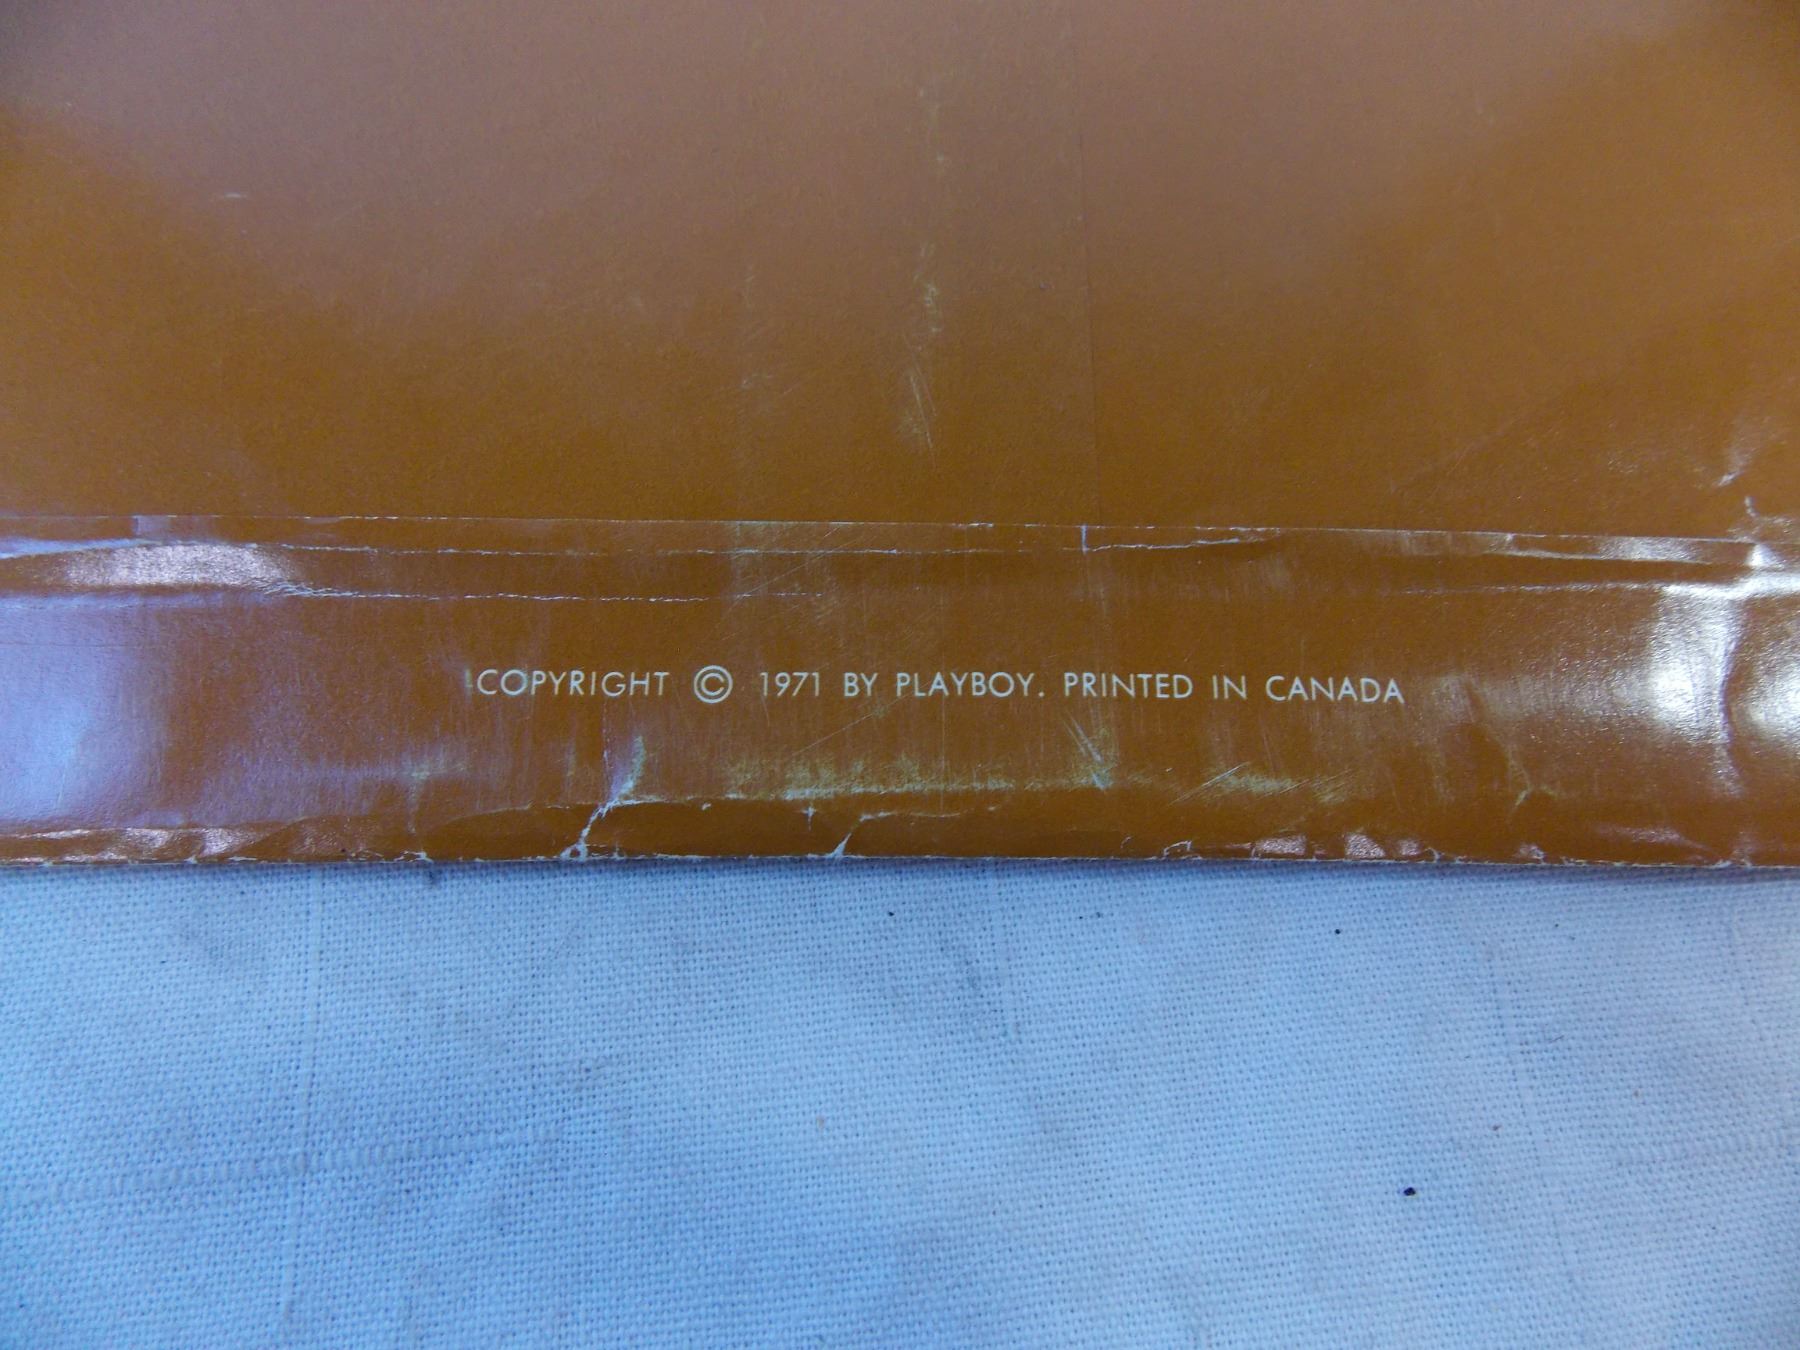 COPYRIGHT © 1971 BY PLAYBOY. PRINTED IN CANADA